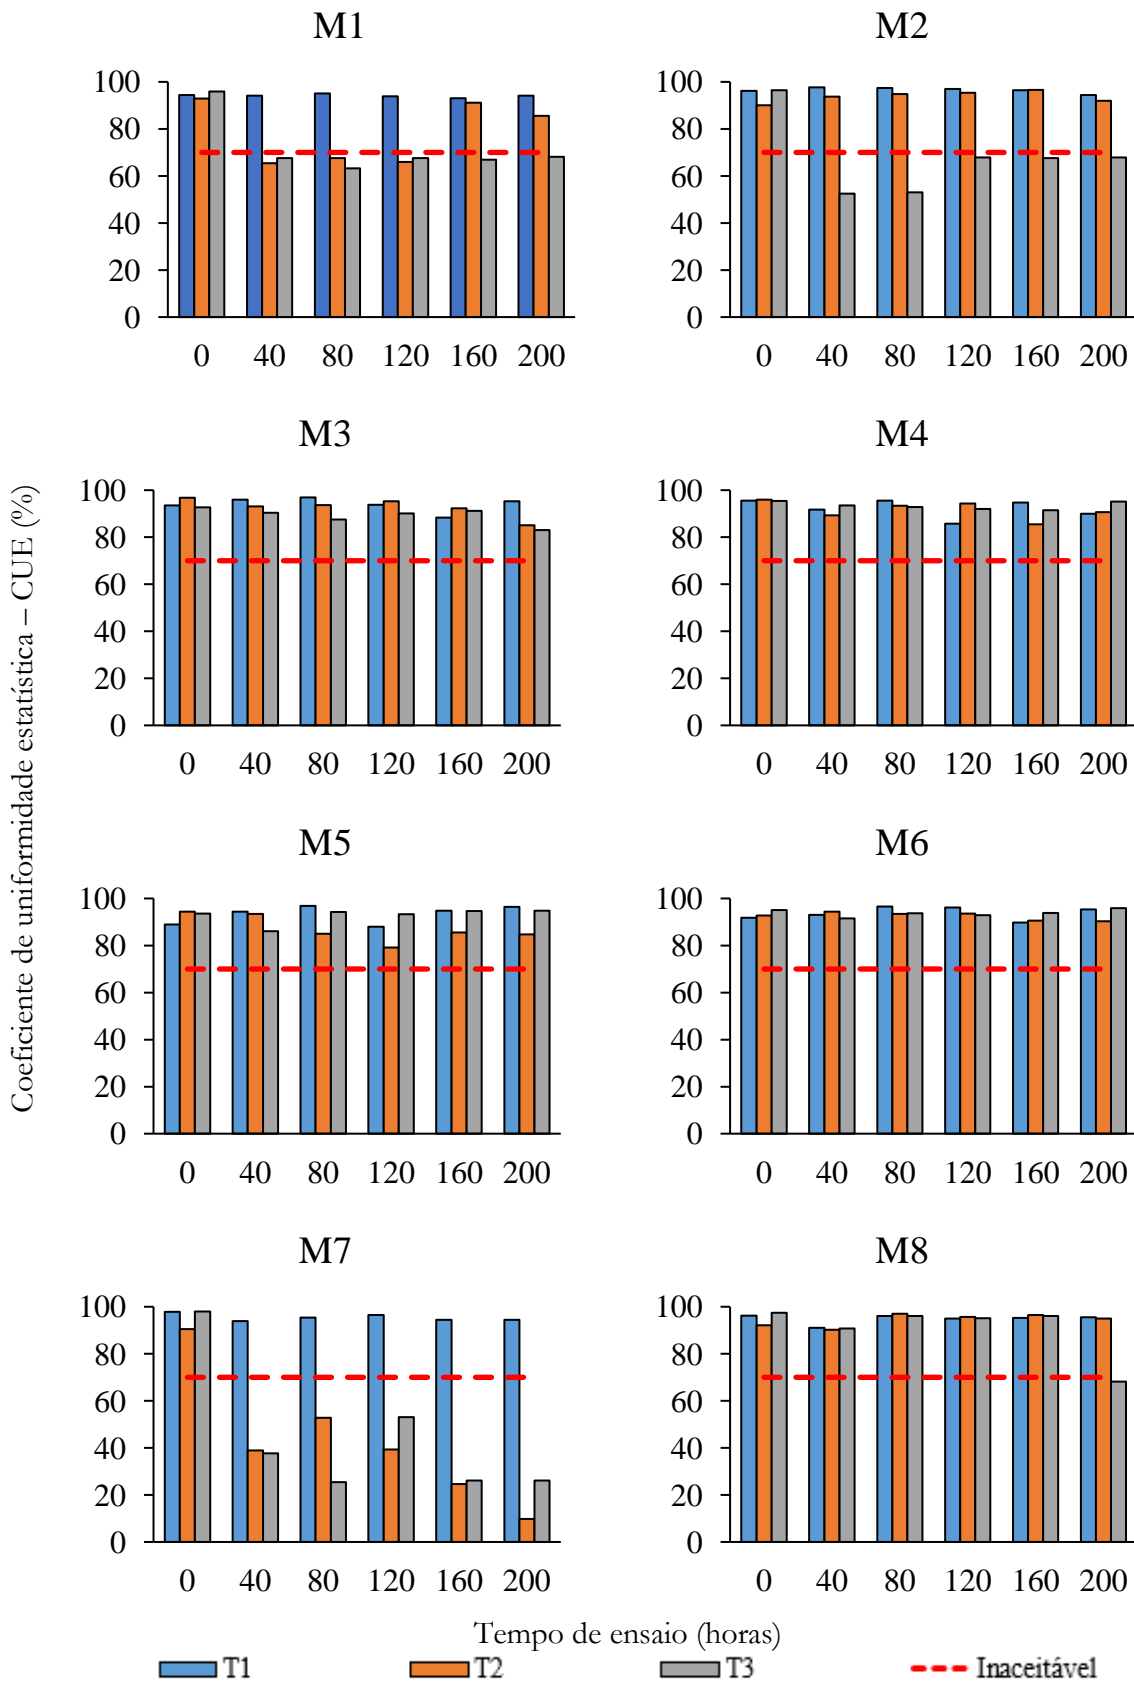 M1
100
80
60
40
20
0
0 40 80 120 160 200
M2
100
80
60
40
20
0
0 40 80 120 160 200
Coeficiente de uniformidade estatística – CUE (%)
M3
100
80
60
40
20
0
0 40 80 120 160 200
M4
100
80
60
40
20
0
0 40 80 120 160 200
M5
100
80
60
40
20
0
0 40 80 120 160 200
M6
100
80
60
40
20
0
0 40 80 120 160 200
M7
100
80
60
40
20
0
0 40 80 120 160 200
M8
100
80
60
40
20
0
0 40 80 120 160 200
Tempo de ensaio (horas)
T1 T2 T3 Inaceitável